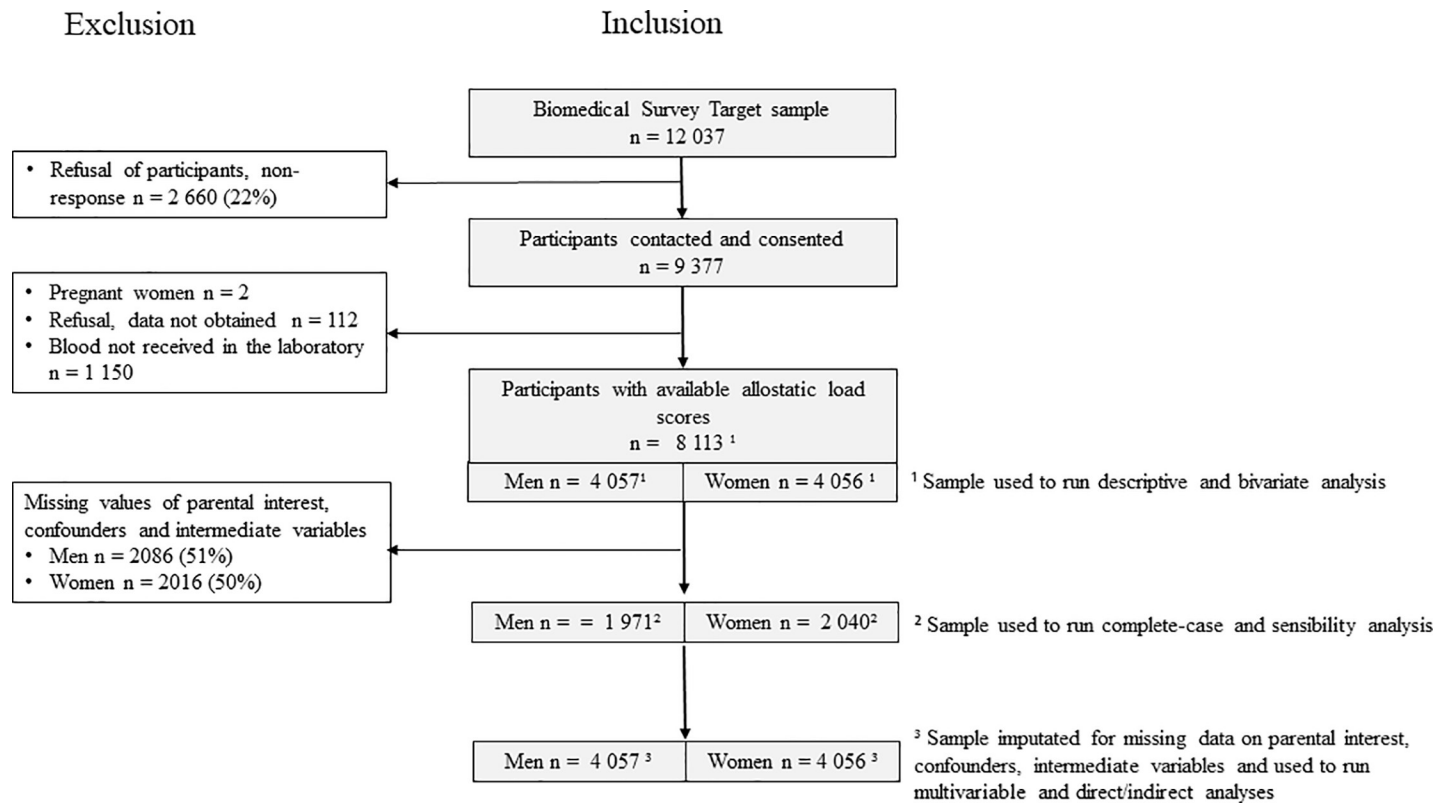 Exclusion
Inclusion
Biomedical Survey Target sample
n = 12 037
• Refusal of participants, non-
response n = 2 660 (22%)
Participants contacted and consented
n = 9 377
• Pregnant women n = 2
• Refusal, data not obtained n = 112
• Blood not received in the laboratory
n = 1 150
Participants with available allostatic load
scores
n = 8 113 ¹
Men n = 4 057¹
Women n = 4 056 ¹
¹ Sample used to run descriptive and bivariate analysis
Missing values of parental interest,
confounders and intermediate variables
• Men n = 2086 (51%)
• Women n = 2016 (50%)
Men n = = 1 971²
Women n = 2 040²
² Sample used to run complete-case and sensibility analysis
Men n = 4 057 ³
Women n = 4 056 ³
³ Sample imputated for missing data on parental interest,
confounders, intermediate variables and used to run
multivariable and direct/indirect analyses